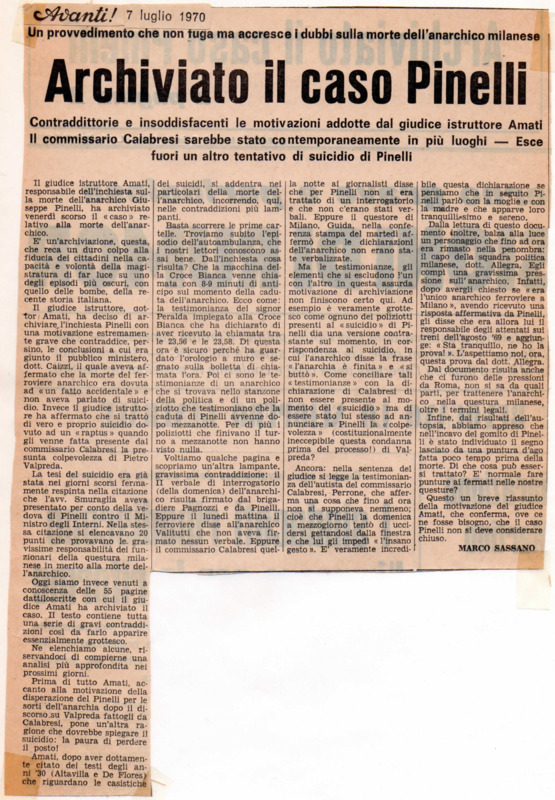 Avanti! 7 luglio 1970
Un provvedimento che non fuga ma accresce i dubbi sulla morte dell'anarchico milanese
Archiviato il caso Pinelli
Contraddittorie e insoddisfacenti le motivazioni addotte dal giudice istruttore Amati
Il commissario Calabresi sarebbe stato contemporaneamente in più luoghi — Esce
fuori un altro tentativo di suicidio di Pinelli
Il giudice istruttore Amati,
responsabile dell'inchiesta sulla
morte dell'anarchico Giu-
seppe Pinelli, ha archiviato
venerdì scorso il «caso» re-
lativo alla morte dell'anar-
chico.
E' un'archiviazione, questa,
che reca un duro colpo alla
fiducia dei cittadini nella
capacità e volontà della magi-
stratura di far luce su uno
degli episodi più oscuri, con
quello delle bombe, della re-
cente storia italiana.
Il giudice istruttore, dot-
tor Amati, ha deciso di ar-
chiviare l'inchiesta Pinelli con
una motivazione estremamen-
te grave che contraddice, per-
sino, le conclusioni a cui era
giunto il pubblico ministero,
dott. Caizzi, il quale aveva af-
fermato che la morte del fer-
roviere anarchico era dovuta
ad «un fatto accidentale» e
non aveva parlato di suici-
dio. Invece il giudice istrutto-
re ha affermato che si trattò
di vero e proprio suicidio do-
vuto ad un «raptus» quando
gli venne fatta presente dal
commissario Calabresi la pre-
sunta colpevolezza di Pietro
Valpreda.
La tesi del suicidio era già
stata nei giorni scorsi ferma-
mente respinta nella citazione
che l'avv. Smuraglia aveva
presentato per conto della ve-
dova di Pinelli contro il Mi-
nistro degli Interni. Nella stes-
sa citazione si elencavano 20
punti che provavano le gra-
vissime responsabilità dei fun-
zionari della questura milane-
se in merito alla morte del-
l'anarchico.
Oggi siamo invece venuti a
conoscenza delle 55 pagine
dattiloscritte con cui il giu-
dice Amati ha archiviato il
caso. Il testo contiene tutta
una serie di gravi contraddi-
zioni così da farlo apparire
essenzialmente grottesco.
Ne elenchiamo alcune, ri-
servandoci di compierne una
analisi più approfondita nei
prossimi giorni.
Prima di tutto Amati, ac-
canto alla motivazione della
disperazione del Pinelli per le
sorti dell'anarchia dopo il di-
scorso su Valpreda fattogli da
Calabresi, pone un'altra ragio-
ne che dovrebbe spiegare il
suicidio: la paura di perdere
il posto!
Amati, dopo aver dottamen-
te citato dei testi degli an-
ni '30 (Altavilla e De Flores)
che riguardano le casistiche
dei suicidi, si addentra nei
particolari della morte del-
l'anarchico, incorrendo, qui,
nelle contraddizioni più lam-
panti.
Basta scorrere le prime car-
telle. Troviamo subito l'epi-
sodio dell'autoambulanza, che
i nostri lettori conoscono as-
sai bene. Dall'inchiesta cosa
risulta? Che la macchina del-
la Croce Bianca venne chia-
mata con 8-9 minuti di anti-
cipo sul momento della cadu-
ta dell'anarchico. Ecco come:
la testimonianza del signor
Peralda impiegato alla Croce
Bianca che ha dichiarato di
aver ricevuto la chiamata tra
le 23,56 e le 23,58. Di questa
ora è sicuro perché ha guar-
dato l'orologio a muro e se-
gnato sulla bolletta di chia-
mata l'ora. Poi ci sono le te-
stimonianze di un anarchico
che si trovava nella stazione
della politica e di un poli-
ziotto che testimoniano che la
caduta di Pinelli avvenne do-
po mezzanotte. Per di più i
poliziotti che finivano il tur-
no a mezzanotte non hanno
visto nulla.
Voltiamo qualche pagina e
scopriamo un'altra lampante,
gravissima contraddizione: il
II verbale di interrogatorio
(della domenica) dell'anarchi-
co risulta firmato dal briga-
diere Pagnozzi e da Panelli.
Eppure il lunedì mattina il
ferroviere disse all'anarchico
Valitutti che non aveva fir-
mato nessun verbale. Eppure
il commissario Calabresi quel-
la notte ai giornalisti disse che
per Pinelli non si era trat-
tato di un interrogatorio e
che non c'erano stati verba-
li. Eppure il questore di
Milano, Guida, nella confe-
renza stampa del martedì af-
fermò che le dichiarazioni
dell'anarchico non erano sta-
te verbalizzate.
Ma le testimonianze, gli
elementi che si escludono l'un
con l'altro in questa assurda
motivazione di archiviazione
non finiscono certo qui. Ad
esempio è veramente grottesco
come ognuno dei poliziotti
presenti al «suicidio» di Pi-
nelli dia una versione contra-
stante sul momento, in cor-
rispondenza al suicidio, in
cui l'anarchico disse la frase
«l'anarchia è finita» e «si
buttò». Come conciliare tali
«testimonianze» con la di-
chiarazione di Calabresi di
non essere presente al mo-
mento del «suicidio» ma di
essere stato lui stesso ad an-
nunciare a Pinelli la «colpe-
volezza» (costituzionalmente
ineccepibile questa condanna
prima del processo!) di Val-
preda?
Ancora: nella sentenza del
giudice si legge la testimonian-
za dell'autista del commissario
Calabresi, Perrone, che affer-
ma una cosa che fino ad ora
non si supponeva nemmeno;
cioè che Pinelli la domenica
a mezzogiorno tentò di ucci-
dersi gettandosi dalla finestra
e che lui gli impedì «l'insano
gesto». E' veramente incredi-
bile questa dichiarazione se
pensiamo che in seguito Pi-
nelli parlò con la moglie e con
la madre e che apparve loro
tranquillissimo e sereno.
Dalla lettura di questo docu-
mento inoltre, balza alla luce
un personaggio che fino ad ora
era rimasto nella penombra:
il capo della squadra politica
milanese, dott. Allegra. Egli
compì una gravissima «pres-
sione sull'anarchico; Infatti,
dopo avergli chiesto se era
l'unico anarchico ferroviere a
Milano», avendo ricevuto una
risposta affermativa da Pinelli,
gli disse che era allora lui il
responsabile degli attentati sui
treni dell'agosto '69 e aggiun-
ge: «Sta tranquillo, ne ho la
prova!». L'aspettiamo noi, ora,
questa prova dal dott. Allegra.
Dal documento risulta anche
che ci furono delle pressioni
da Roma, non si sa da quali
parti, per trattenere l'anarchi-
co nella questura milanese,
oltre i termini legali.
Infine, dai risultati dell'au-
topsia, abbiamo appreso che
nell'incavo del gomito di Pinel-
li è stato individuato il segno
lasciato da una puntura d'ago
fatta poco tempo prima della
morte. Di che cosa può esser-
si trattato? E' normale fare
punture ai fermati nelle nostre
questure?
Questo un breve riassunto
della motivazione del giudice
Amati, che conferma, ove ce
ne fosse bisogno, che il caso
Pinelli non si deve considerare
chiuso.
MARCO SASSANO